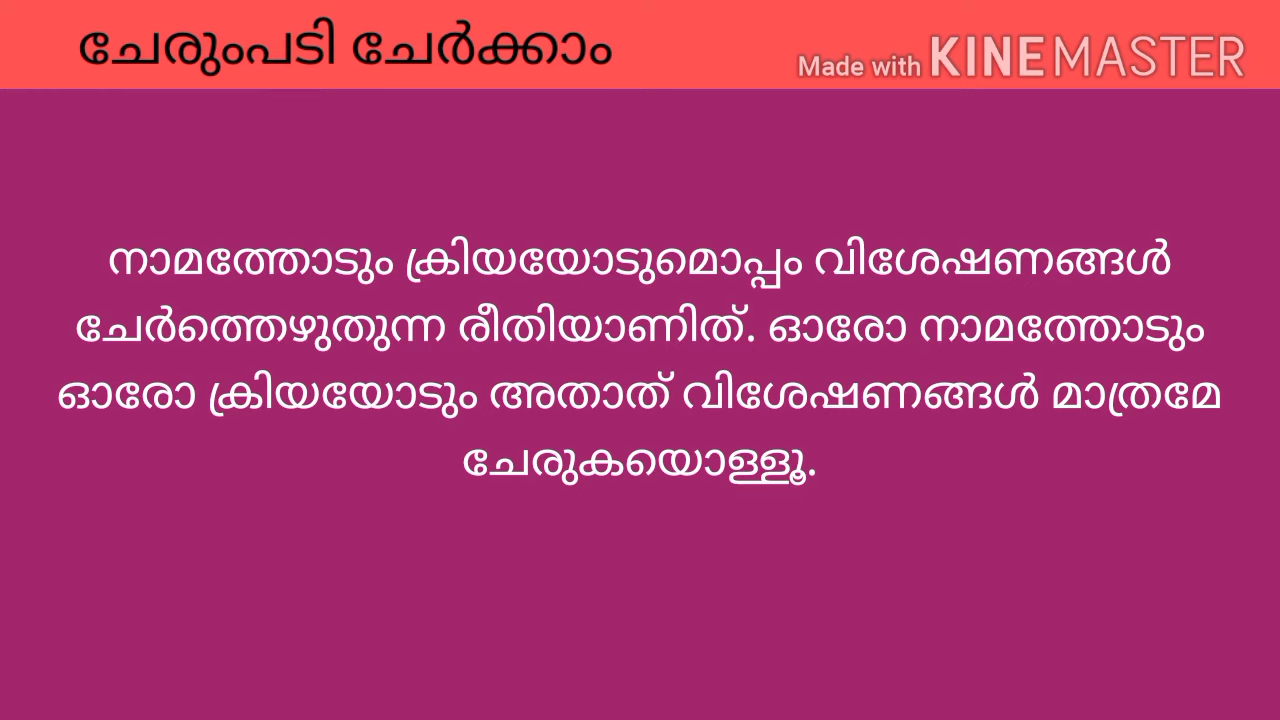 ചേരുംപടി ചേർക്കാം
Made with KINEMASTER
നാമത്തോടും ക്രിയയോടുമൊപ്പം വിശേഷണങ്ങൾ
ചേർത്തെഴുതുന്ന രീതിയാണിത്. ഓരോ നാമത്തോടും
ഓരോ ക്രിയയോടും അതാത് വിശേഷണങ്ങൾ മാത്രമേ
ചേരുകയൊള്ളൂ.